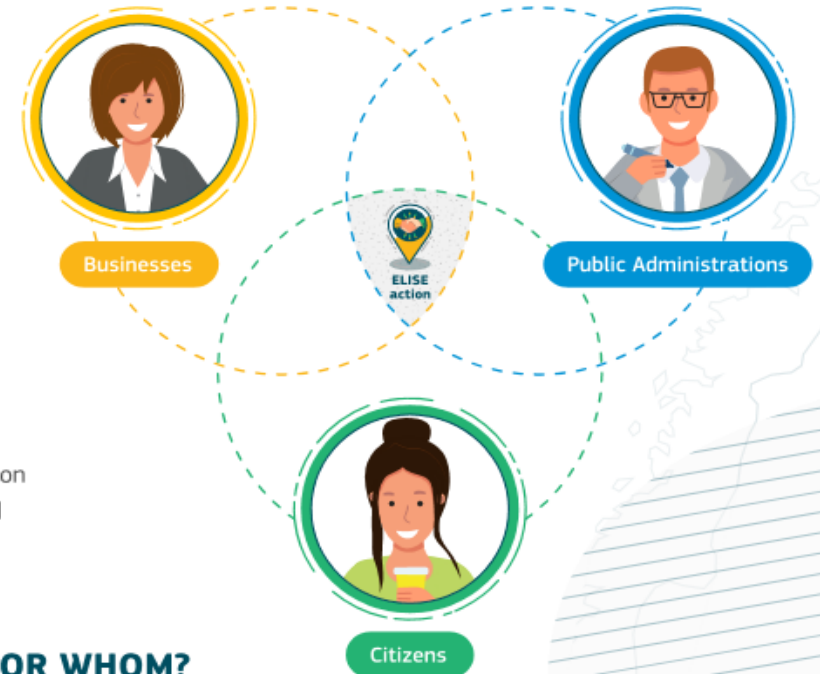 Businesses
Public Administrations
ELISE
action
on
OR WHOM?
Citizens